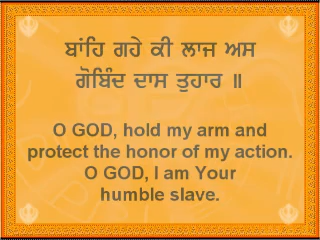 ਬਾਂਹਿ ਗਹੇ ਕੀ ਲਾਜ ਅਸ
ਗੋਬਿੰਦ ਦਾਸ ਤੁਹਾਰ ॥
O GOD, hold my arm and
protect the honor of my action.
O GOD, I am Your
humble slave.